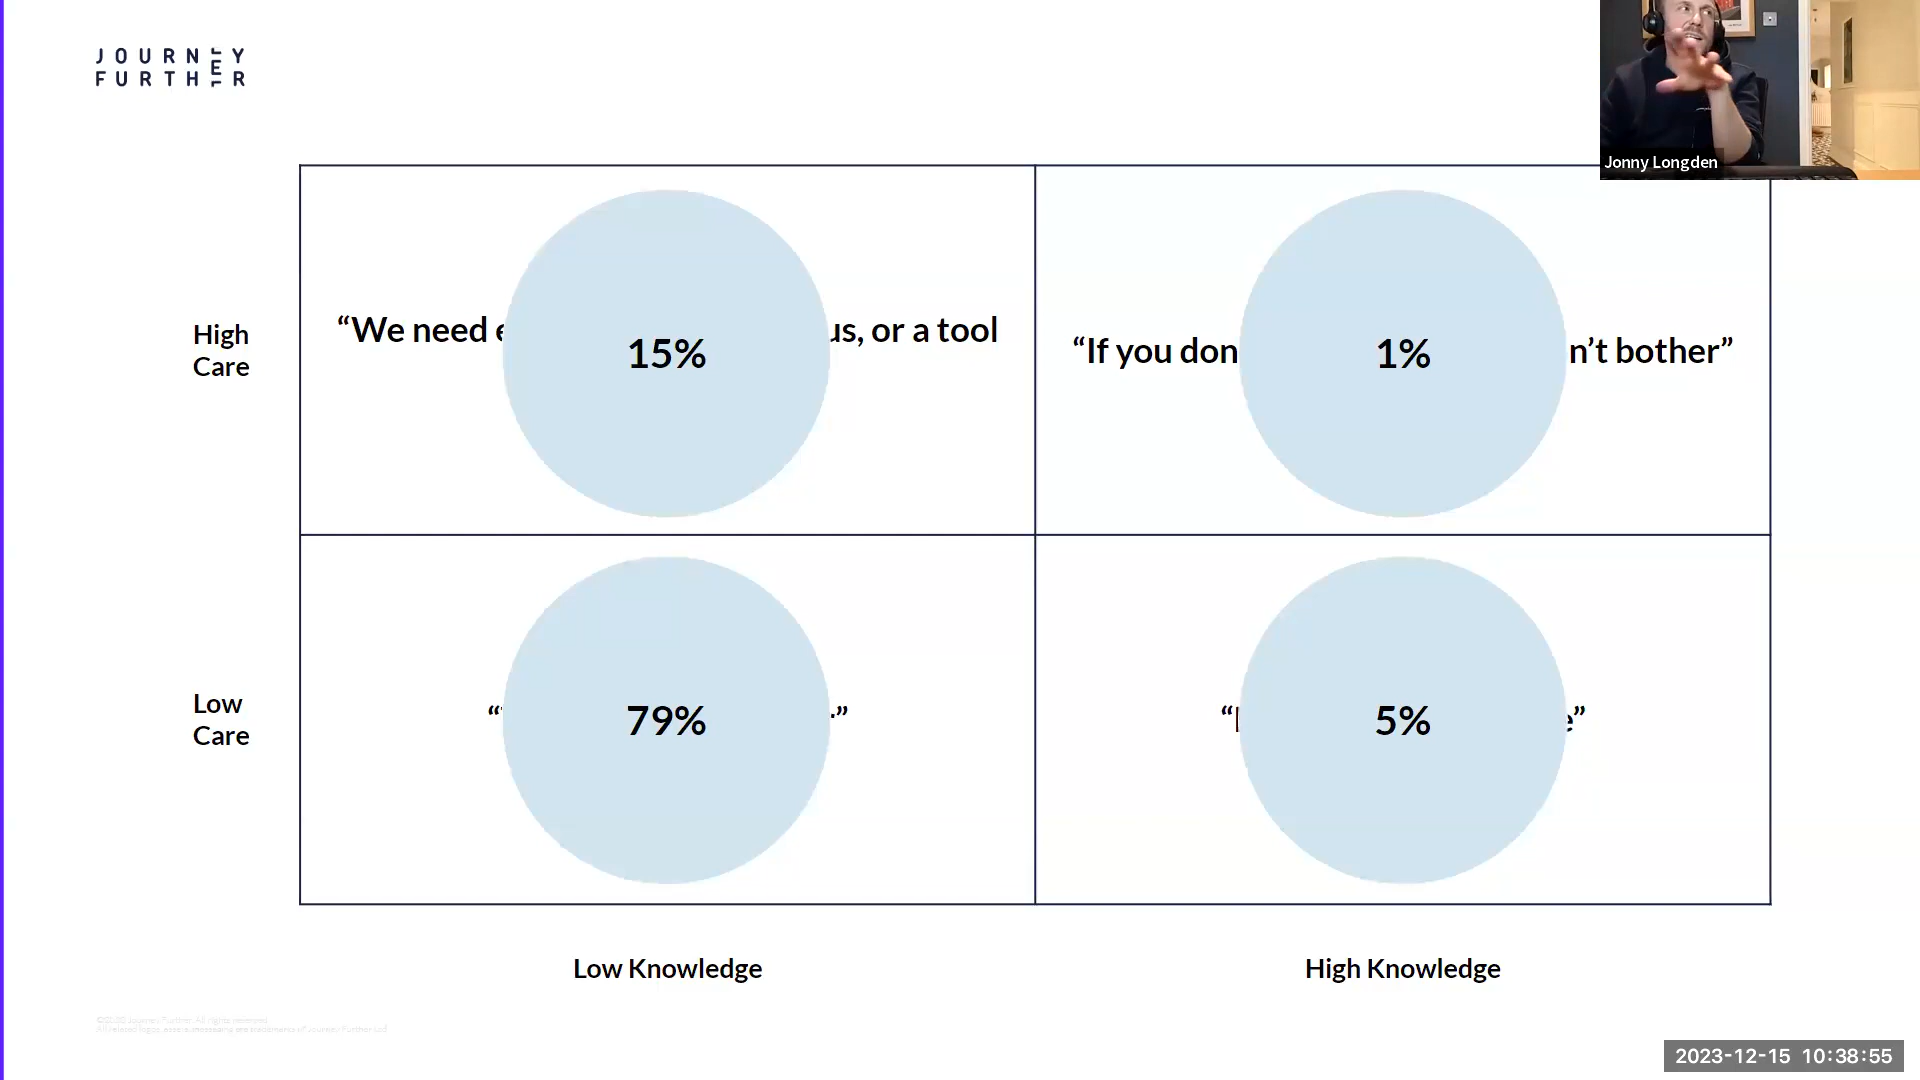 JOURNEY
FURTHER
Jonny Longden
High
Care
“We need us, or a tool
15%
“If you don n’t bother”
1%
Low
Care
79%
5%
Low Knowledge
High Knowledge
2023-12-15 10:38:55